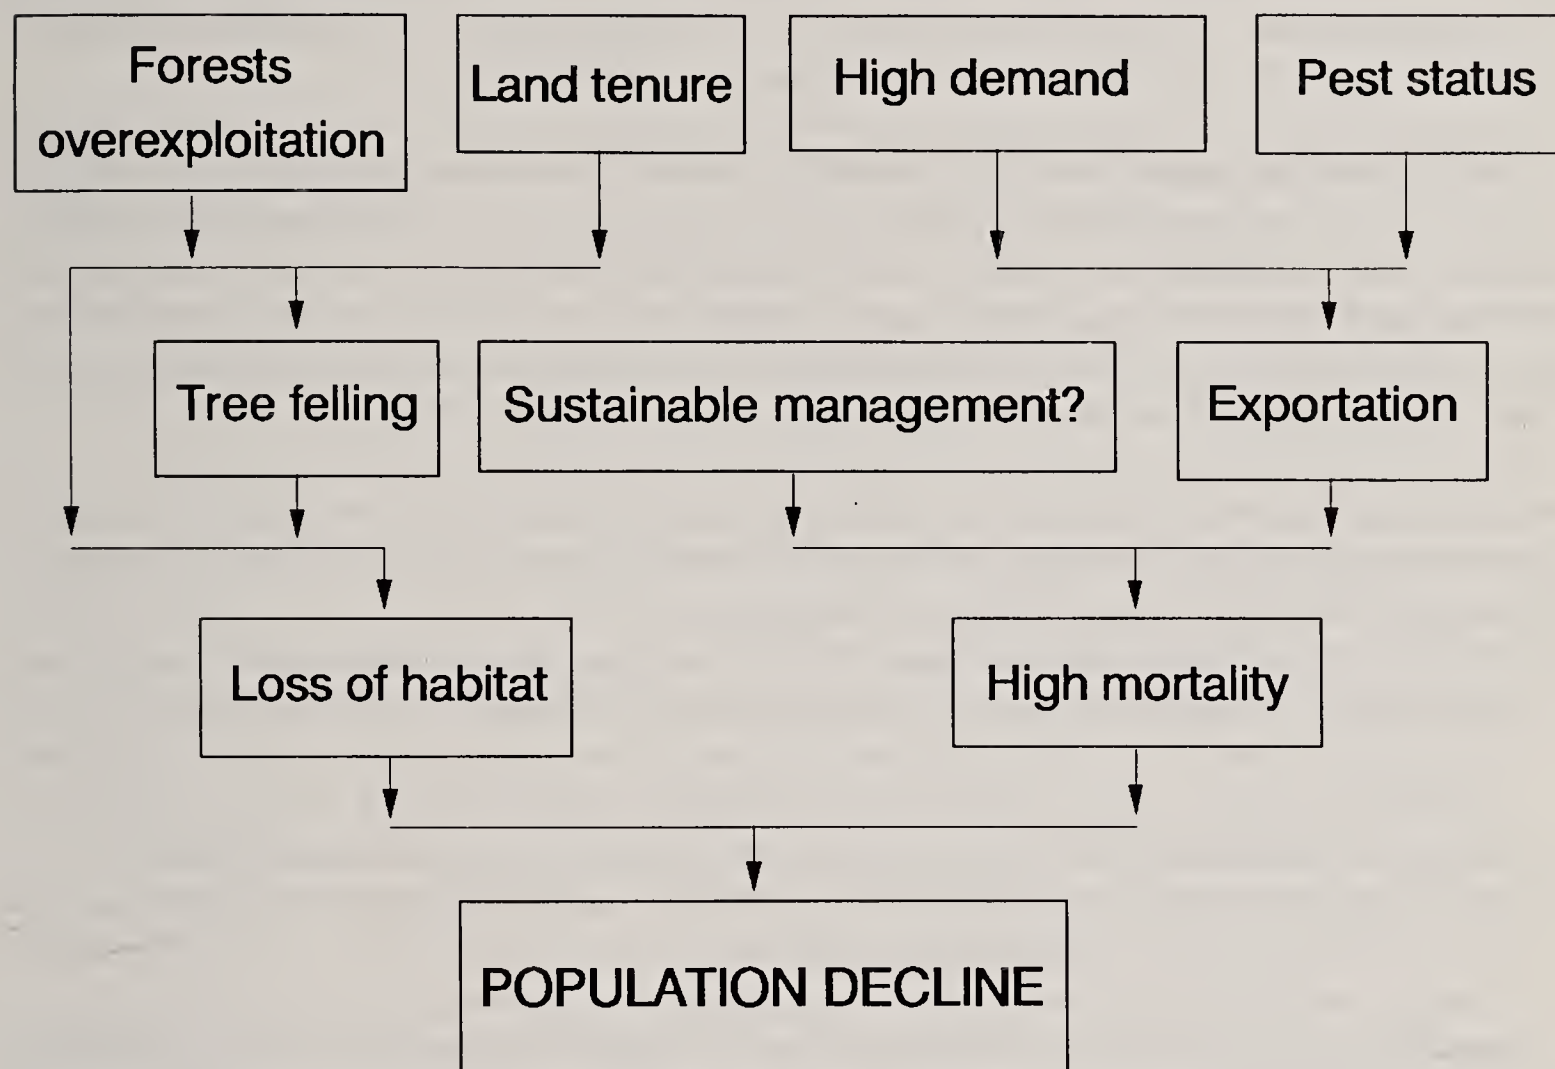 Forests
overexploitation
Land tenure
High demand
Pest status
Tree felling
Sustainable management?
Exportation
Loss of habitat
High mortality
POPULATION DECLINE